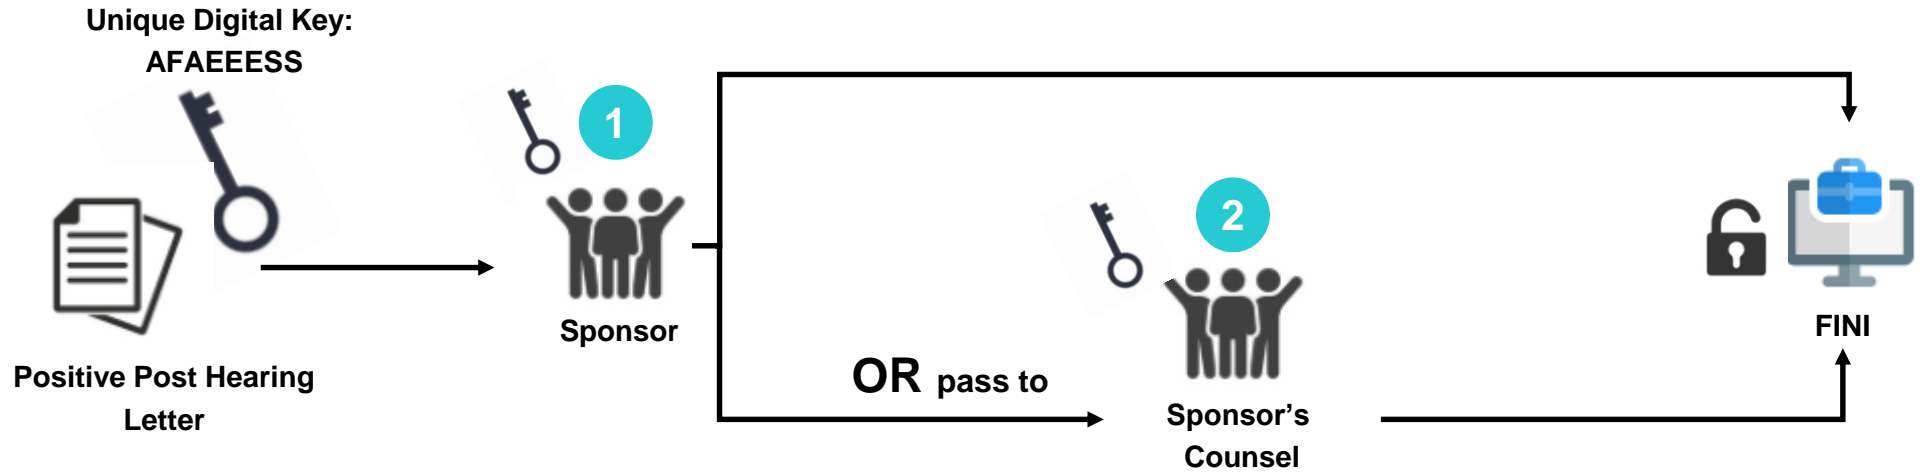 Unique Digital Key:
AFAEEESS
1
Sponsor
Positive Post Hearing
Letter
OR pass to
2
Sponsor’s
Counsel
FINI